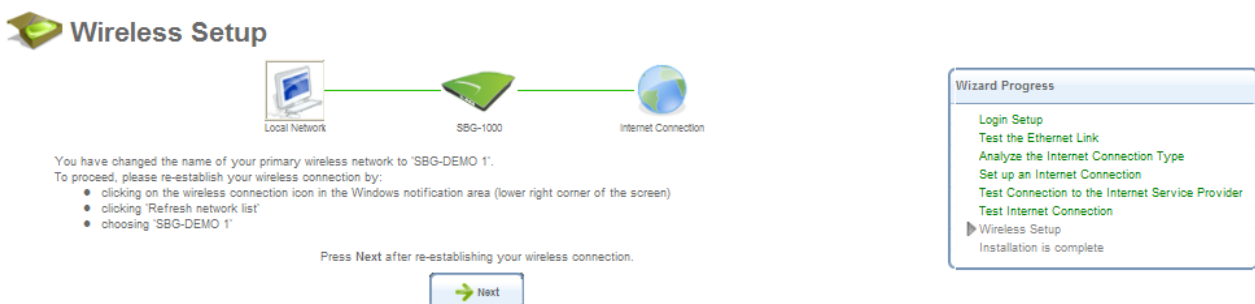 Wireless Setup
Local Network
SBG-1000
Internet Connection
You have changed the name of your primary wireless network to 'SBG-DEMO 1'.
To proceed, please re-establish your wireless connection by:
clicking on the wireless connection icon in the Windows notification area (lower right corner of the screen)
clicking 'Refresh network list'
choosing 'SBG-DEMO 1'
Press Next after re-establishing your wireless connection.
Next
Wizard Progress
Login Setup
Test the Ethernet Link
Analyze the Internet Connection Type
Set up an Internet Connection
Test Connection to the Internet Service Provider
Test Internet Connection
Wireless Setup
Installation is complete